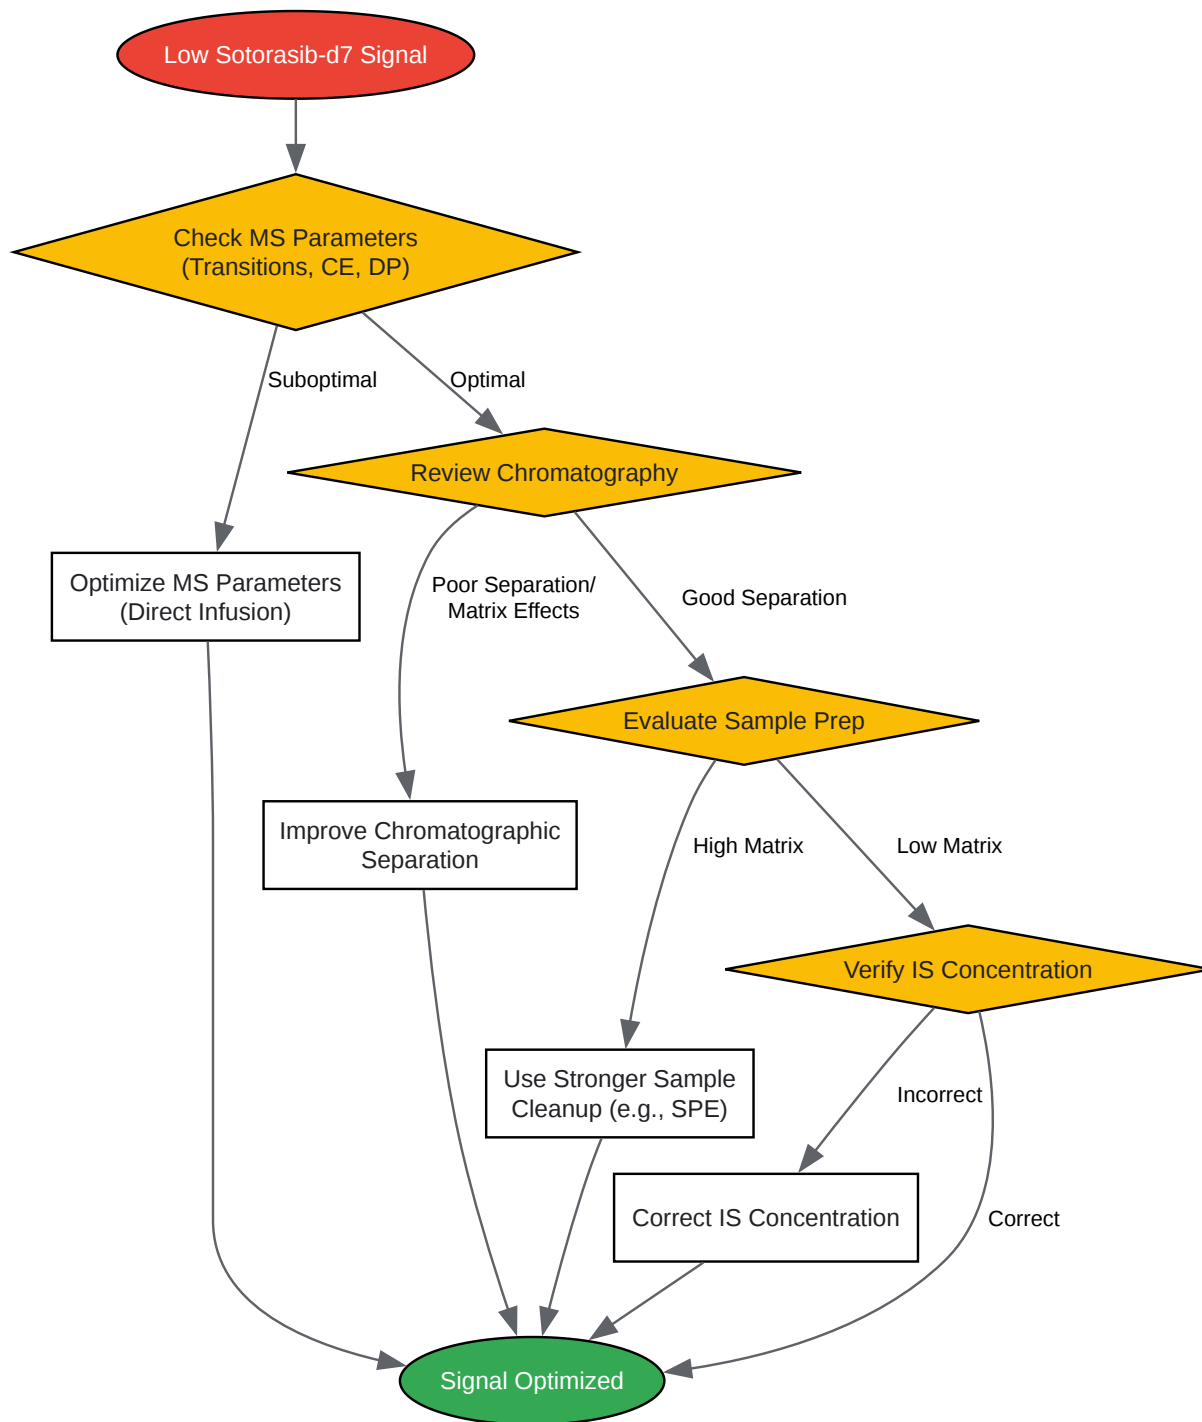 Low Sotorasib-d7 Signal
Check MS Parameters
(Transitions, CE, DP)
Suboptimal
Optimal
Review Chromatography
Optimize MS Parameters
(Direct Infusion)
Poor Separation/
Matrix Effects
Good Separation
Evaluate Sample Prep
Improve Chromatographic
Separation
High Matrix
Low Matrix
Verify IS Concentration
Use Stronger Sample
Cleanup (e.g., SPE)
Incorrect
Correct IS Concentration
Correct
Signal Optimized